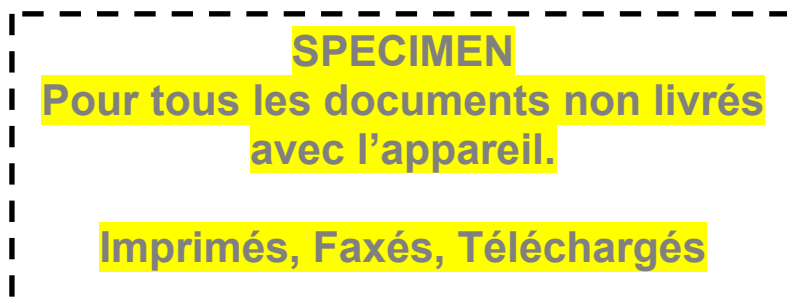 SPECIMEN
Pour tous les documents non livrés
avec l’appareil.
Imprimés, Faxés, Téléchargés